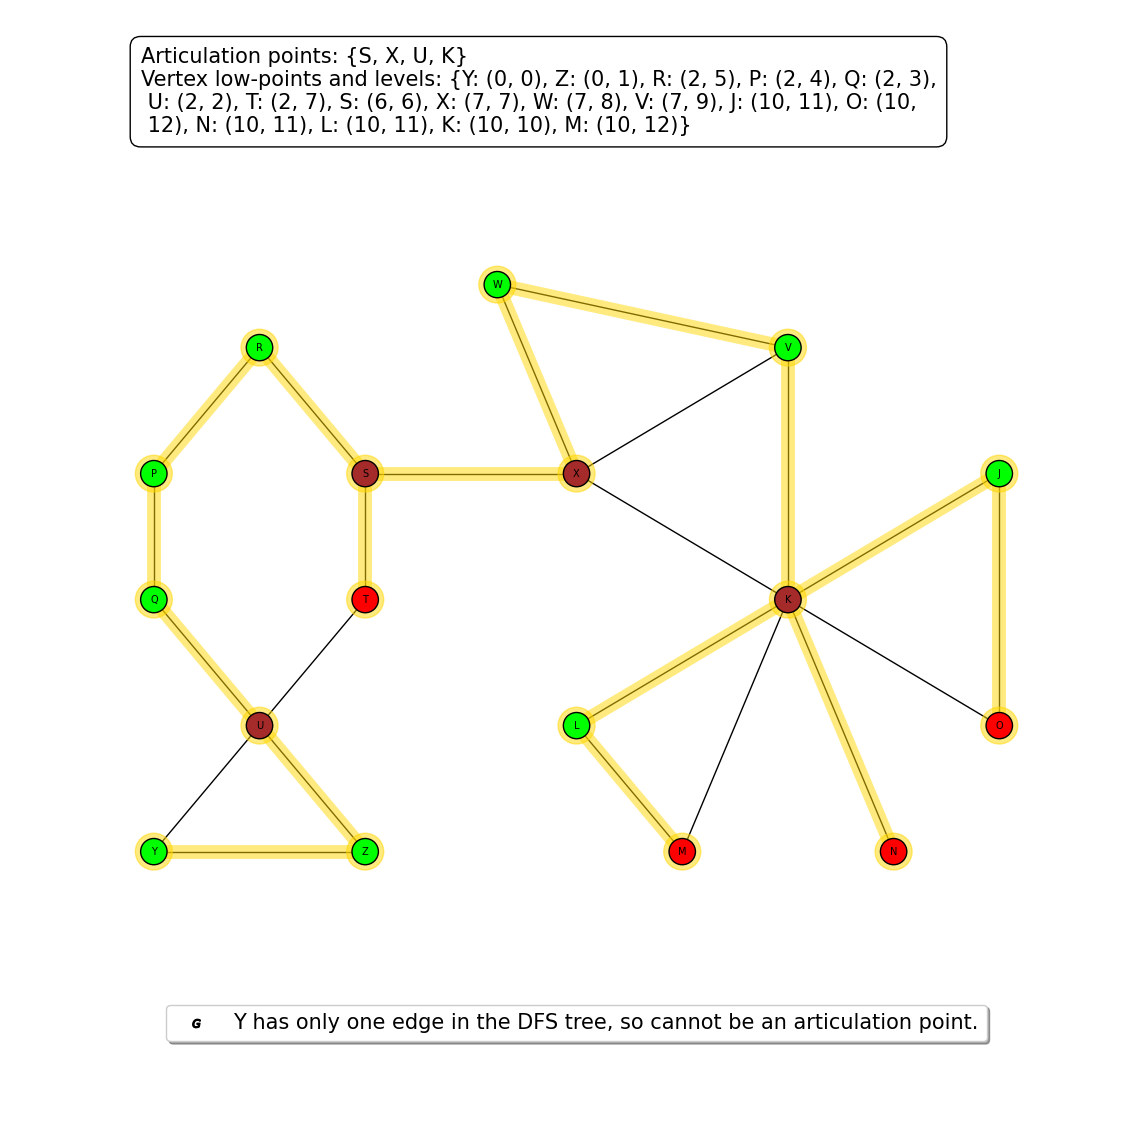 Articulation points: {S, X, U, K}
Vertex low-points and levels: {Y: (0, 0), Z: (0, 1), R: (2, 5), P: (2, 4), Q: (2, 3),
U: (2, 2), T: (2, 7), S: (6, 6), X: (7, 7), W: (7, 8), V: (7, 9), J: (10, 11), O: (10,
12), N: (10, 11), L: (10, 11), K: (10, 10), M: (10, 12)}
W
R
V
P
S
X
J
Q
T
K
U
L
O
Y
Z
M
N
G Y has only one edge in the DFS tree, so cannot be an articulation point.